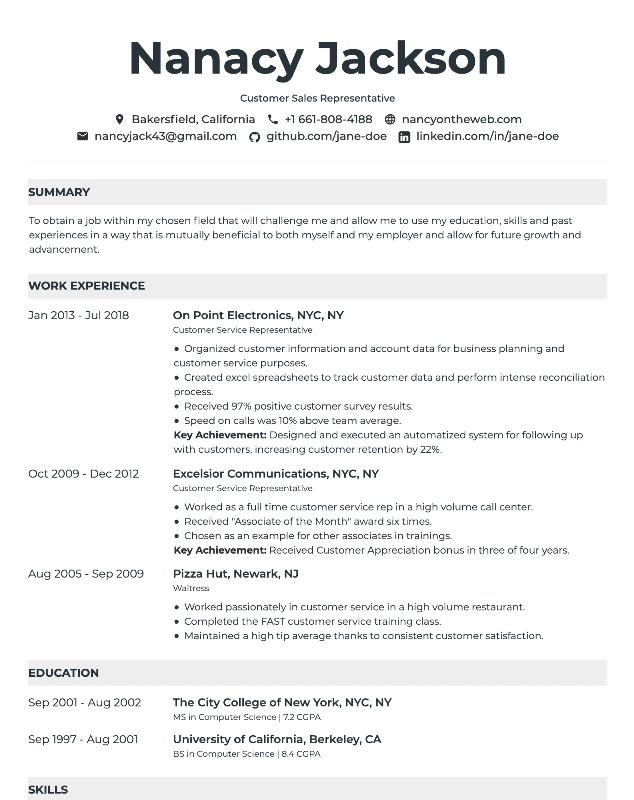 Nanacy Jackson
Customer Sales Representative
Bakersfield, California +1 661-808-4188 nancyontheweb.com
nancyjack43@gmail.com github.com/jane-doe linkedin.com/in/jane-doe
SUMMARY
To obtain a job within my chosen field that will challenge me and allow me to use my education, skills and past
experiences in a way that is mutually beneficial to both myself and my employer and allow for future growth and
advancement.
WORK EXPERIENCE
Jan 2013 - Jul 2018 On Point Electronics, NYC, NY
Customer Service Representative
● Organized customer information and account data for business planning and
customer service purposes.
● Created excel spreadsheets to track customer data and perform intense reconciliation
process.
● Received 97% positive customer survey results.
● Speed on calls was 10% above team average.
Key Achievement: Designed and executed an automatized system for following up
with customers, increasing customer retention by 22%.
Oct 2009 - Dec 2012 Excelsior Communications, NYC, NY
Customer Service Representative
● Worked as a full time customer service rep in a high volume call center.
● Received "Associate of the Month" award six times.
● Chosen as an example for other associates in trainings.
Key Achievement: Received Customer Appreciation bonus in three of four years.
Aug 2005 - Sep 2009 Pizza Hut, Newark, NJ
Waitress
● Worked passionately in customer service in a high volume restaurant.
● Completed the FAST customer service training class.
● Maintained a high tip average thanks to consistent customer satisfaction.
EDUCATION
Sep 2001 - Aug 2002 The City College of New York, NYC, NY
MS in Computer Science | 7.2 CGPA
Sep 1997 - Aug 2001 University of California, Berkeley, CA
BS in Computer Science | 8.4 CGPA
SKILLS